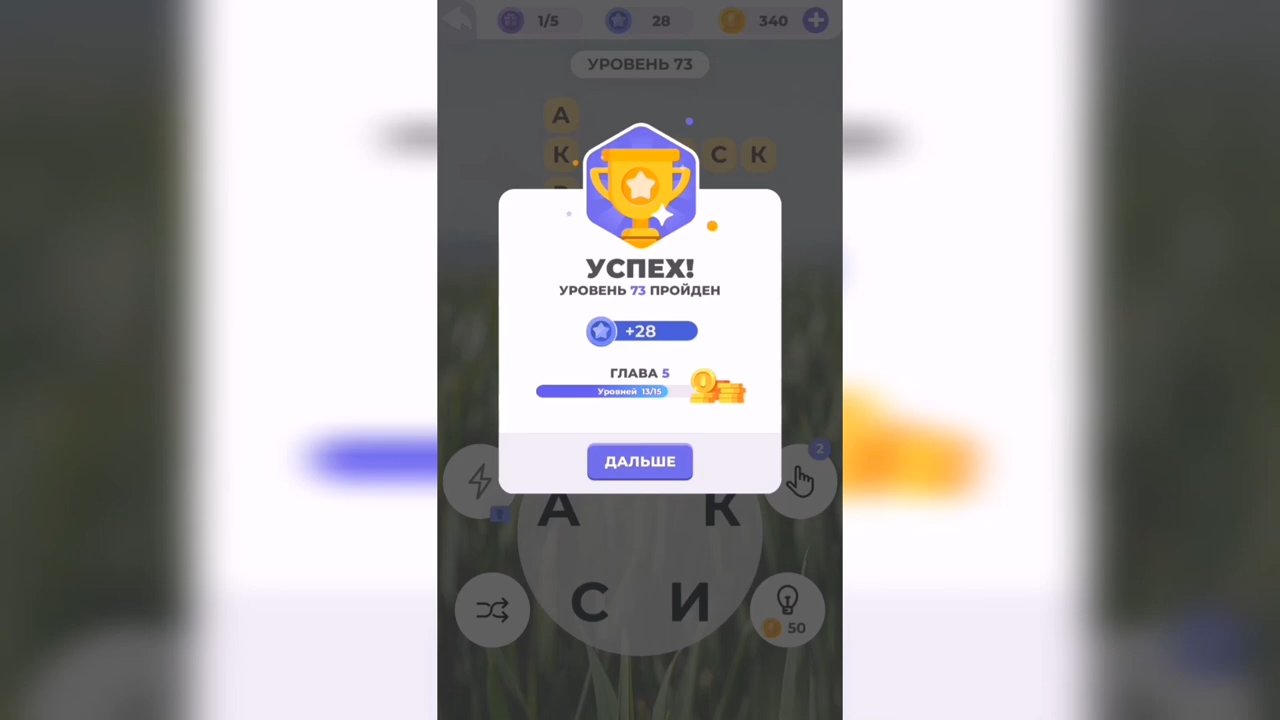 1/5
28
340
УРОВЕНЬ 73
А
К С К
УСПЕХ!
УРОВЕНЬ 73 ПРОЙДЕН
+28
ГЛАВА 5
Уровней 13/15
ДАЛЬШЕ
2
А К
С И
50